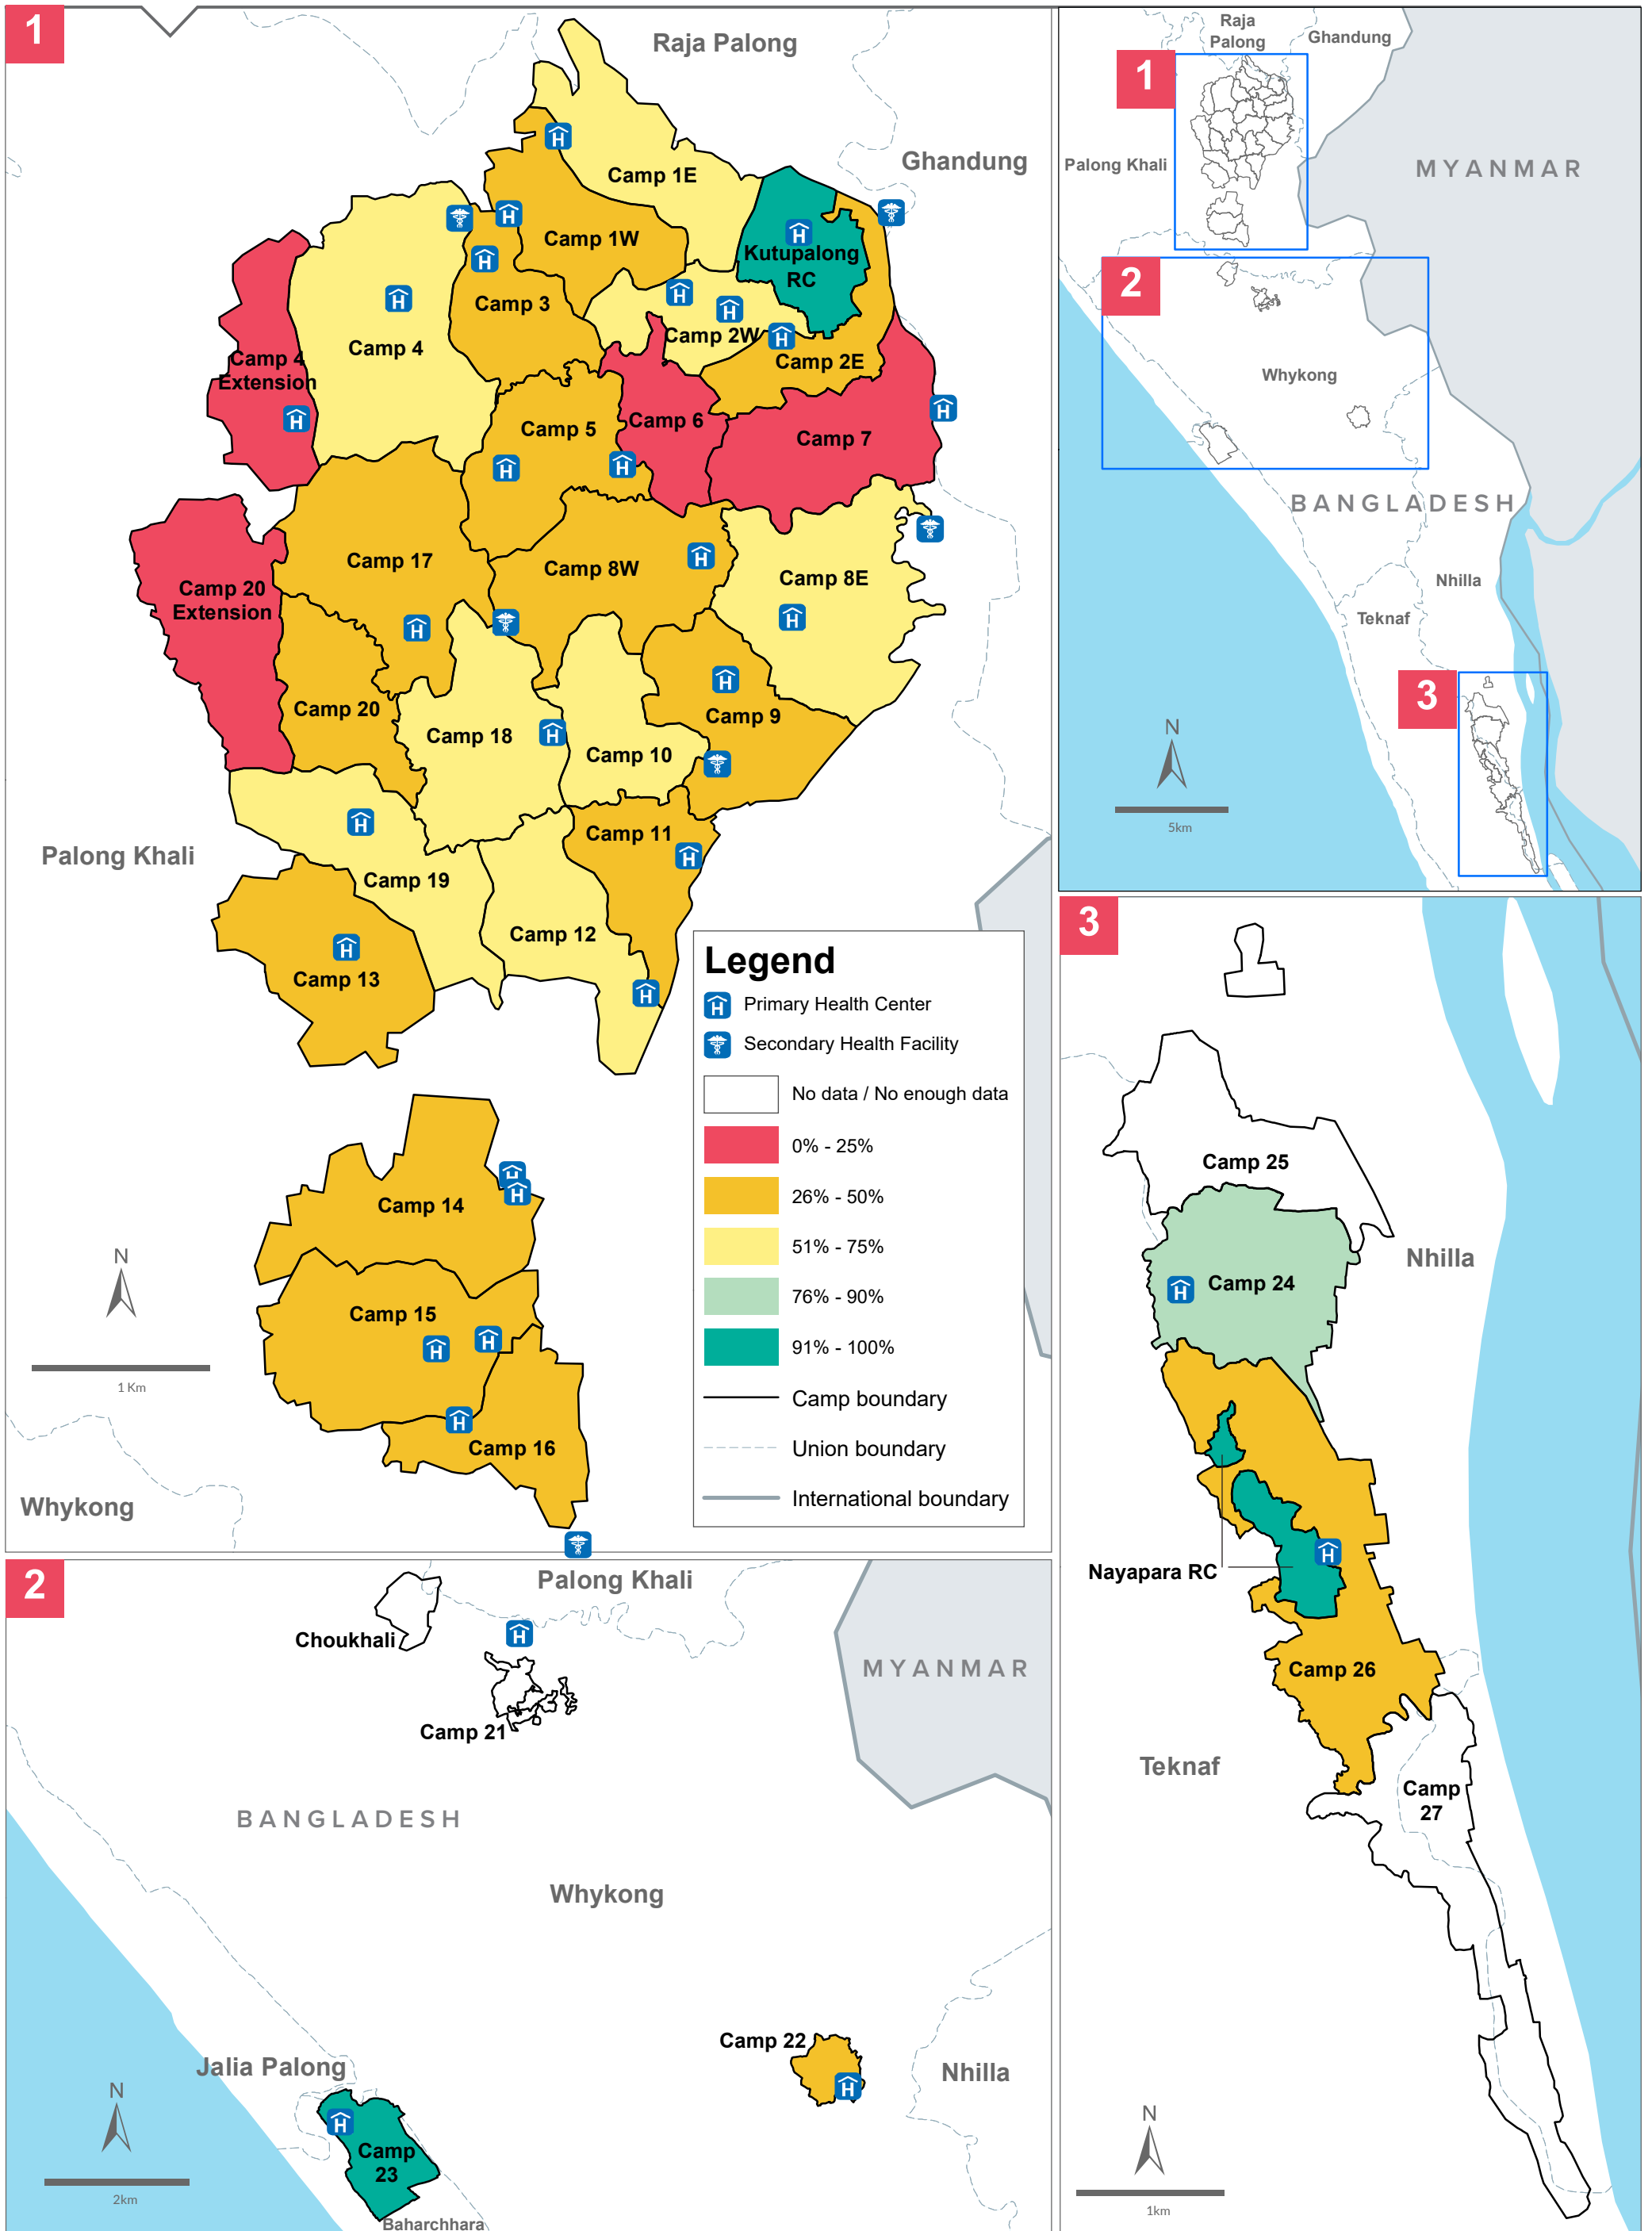 1
Raja Palong
Ghandung
Camp 1E
Camp 1W
Kutupalong
RC
Camp 3
Camp 2W
Camp 2E
Camp 4
Camp 4
Extension
Camp 5
Camp 6
Camp 7
Camp 17
Camp 8W
Camp 8E
Camp 20
Extension
Camp 20
Camp 18
Camp 9
Camp 10
Camp 11
Palong Khali
Camp 19
Camp 12
Camp 13
Camp 14
Camp 15
Camp 16
N
1 Km
Whykong
Legend
H Primary Health Center
Secondary Health Facility
No data / No enough data
0% - 25%
26% - 50%
51% - 75%
76% - 90%
91% - 100%
Camp boundary
Union boundary
International boundary
Raja
Palong
Ghandung
1
Palong Khali
MYANMAR
2
Whykong
BANGLADESH
Nhilla
Teknaf
3
N
5km
2
Palong Khali
Choukhali
Camp 21
MYANMAR
BANGLADESH
Whykong
Camp 22
Nhilla
Jalia Palong
Camp
23
Baharchhara
N
2km
3
Camp 25
Nhilla
Camp 24
Nayapara RC
Camp 26
Teknaf
Camp
27
N
1km